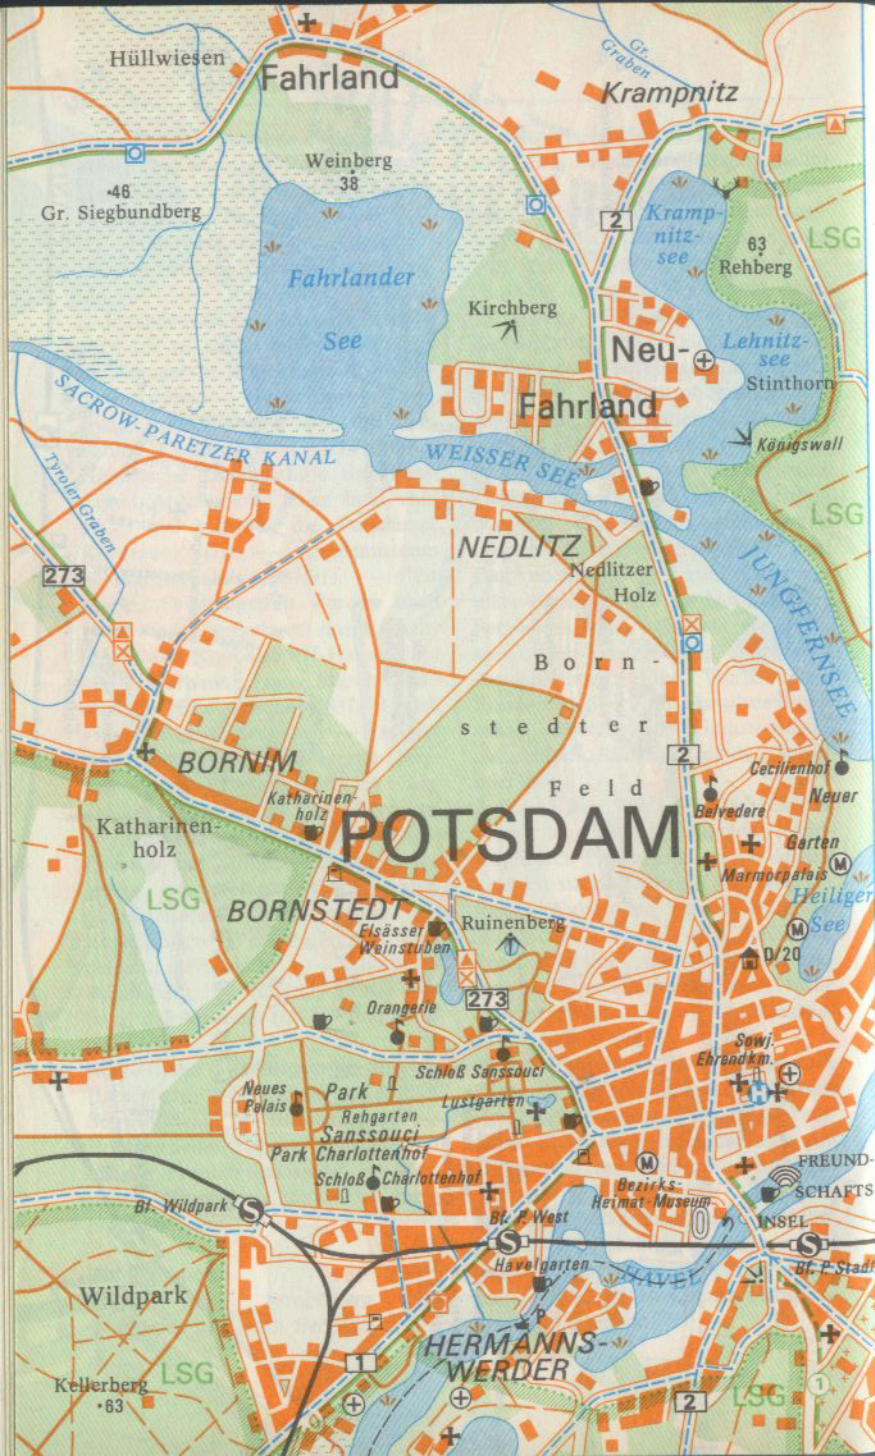 Hüllwiesen
Fahrland
Gr.
Graben
Krampnitz
Weinberg
38
46
Gr. Siegbundberg
2
Kramp-
nitz-
see
63
Rehberg
LSG
Fahrlander
See
Kirchberg
Neu-
Fahrland
Lehnitz-
see
Stinthorn
Königswall
SACROW-PARETZER KANAL
WEISSER SEE
Tyroler Graben
LSG
NEDLITZ
Nedlitzer
Holz
JUNGFERNSEE
273
Born-
stedter
Feld
2
BORNIM
Katharinen-
holz
Katharinen-
holz
POTSDAM
Cecilienhof
Neuer
Belvedere
Garten
Marmorpalais
M
Heiliger
See
M
LSG
BORNSTEDT
Elsässer
Weinstuben
Ruinenberg
D/20
273
Orangerie
Sowj.
Ehrendkm.
Schloß Sanssouci
Neues
Palais
Park
Lustgarten
Rehgarten
Sanssouci
Park Charlottenhof
H
Schloß Charlottenhof
M
Bezirks-
Heimat-Museum
FREUND-
SCHAFTS
INSEL
Bf. Wildpark
S
Bf. P. West
S
S
Bf. P. Stadt
Havelgarten
HAVEL
Wildpark
P
HERMANNS-
WERDER
1
Kellerberg
63
LSG
2
LSG
1